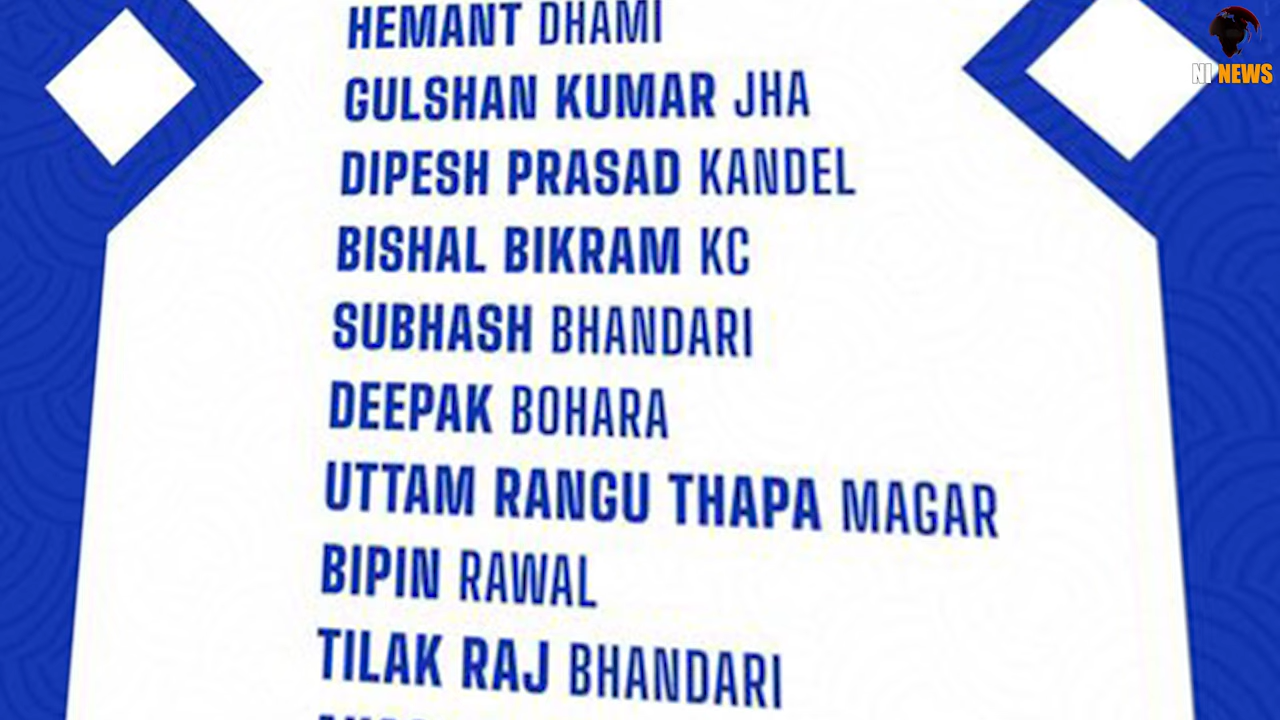 HEMANT DHAMI
NI NEWS
GULSHAN KUMAR JHA
DIPESH PRASAD KANDEL
BISHAL BIKRAM KC
SUBHASH BHANDARI
DEEPAK BOHARA
UTTAM RANGU THAPA MAGAR
BIPIN RAWAL
TILAK RAJ BHANDARI